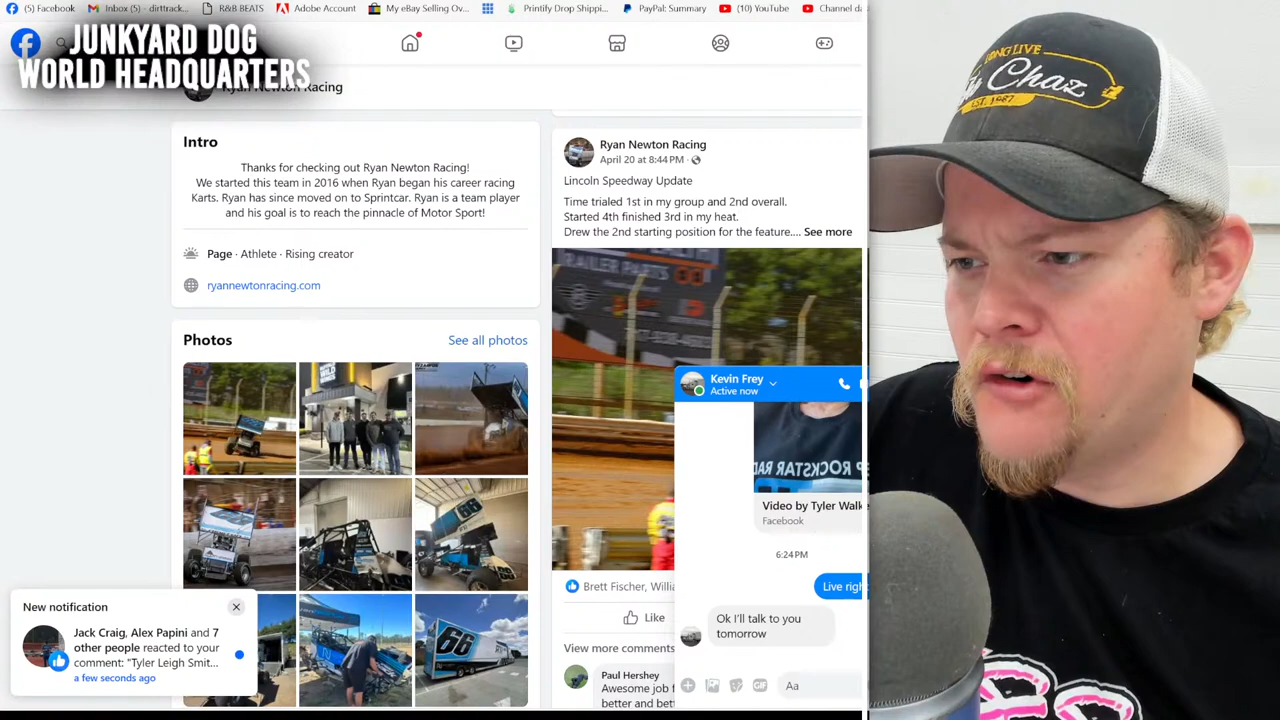 (5) Facebook
Inbox (5) - dirttrack...
R&B BEATS
Adobe Account
My eBay Selling Ov...
Printify Drop Shippi...
PayPal: Summary
(10) YouTube
Channel da
JUNKYARD DOG
WORLD HEADQUARTERS
Ryan Newton Racing
Intro
Thanks for checking out Ryan Newton Racing!
We started this team in 2016 when Ryan began his career racing
Karts. Ryan has since moved on to Sprintcar. Ryan is a team player
and his goal is to reach the pinnacle of Motor Sport!
Page · Athlete · Rising creator
ryannewtonracing.com
Photos
See all photos
66
66
New notification
Jack Craig, Alex Papini and 7
other people reacted to your
comment: "Tyler Leigh Smit...
a few seconds ago
Ryan Newton Racing
April 20 at 8:44 PM ·
Lincoln Speedway Update
Time trialed 1st in my group and 2nd overall.
Started 4th finished 3rd in my heat.
Drew the 2nd starting position for the feature.... See more
Brett Fischer, Willia
Like
View more comments
Paul Hershey
Awesome job f
better and bett
Kevin Frey
Active now
P ROCKSTAR RAD
Video by Tyler Walk
Facebook
6:24 PM
Live righ
Ok I'll talk to you
tomorrow
GIF
Aa
LONG LIVE
Chaz
EST. 1987